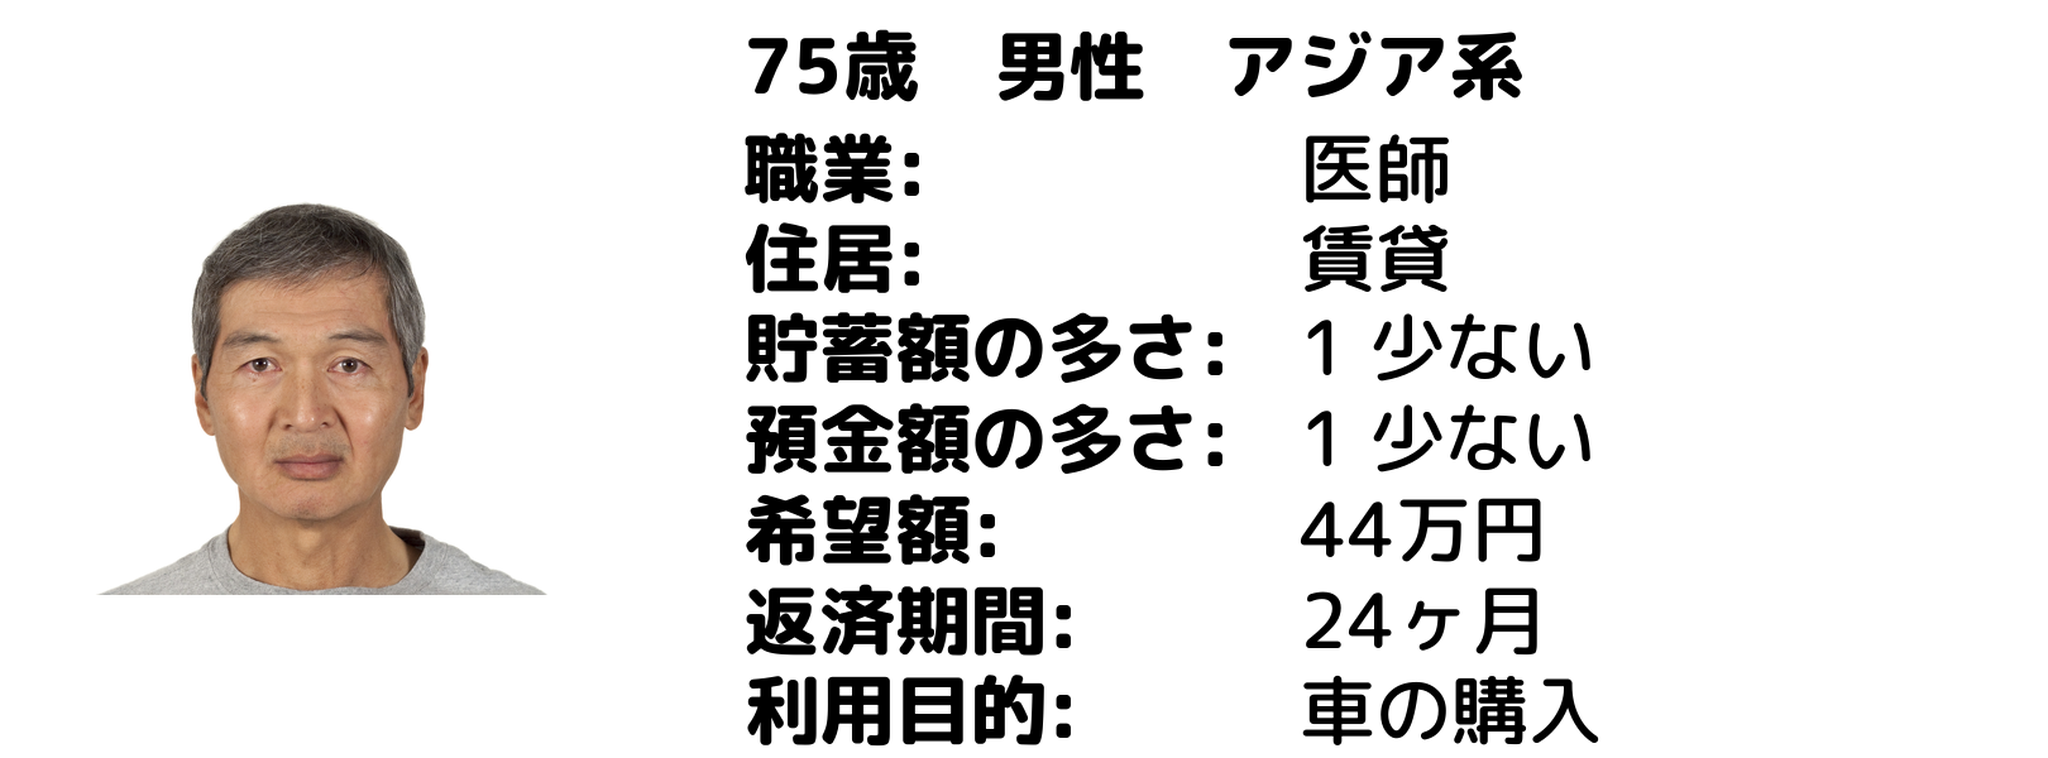 75歳　男性　アジア系
職業: 医師
住居: 賃貸
貯蓄額の多さ: 1 少ない
預金額の多さ: 1 少ない
希望額: 44万円
返済期間: 24ヶ月
利用目的: 車の購入